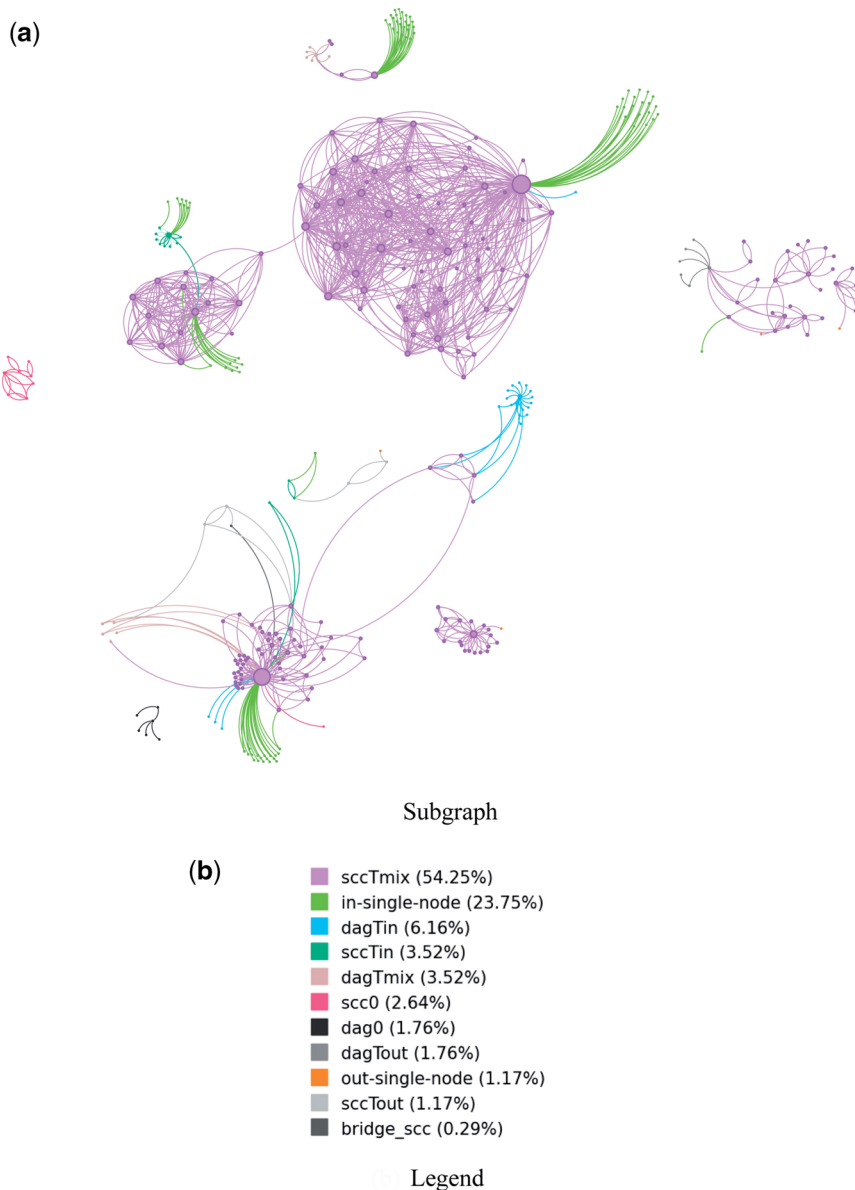 (a)
Subgraph
(b)
sccTmix (54.25%)
in-single-node (23.75%)
dagTin (6.16%)
sccTin (3.52%)
dagTmix (3.52%)
scc0 (2.64%)
dag0 (1.76%)
dagTout (1.76%)
out-single-node (1.17%)
sccTout (1.17%)
bridge_scc (0.29%)
(b) Legend